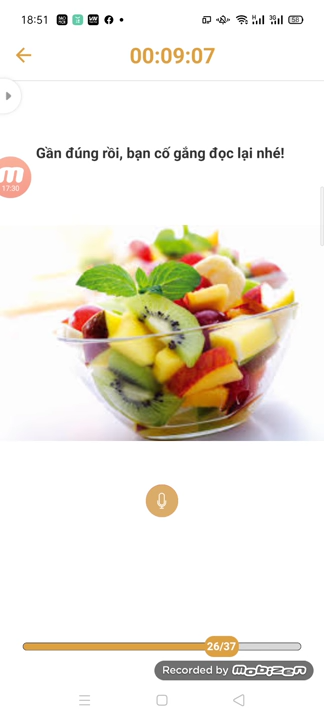 18:51
58
00:09:07
Gần đúng rồi, bạn cố gắng đọc lại nhé!
17:30
26/37
Recorded by mobizen